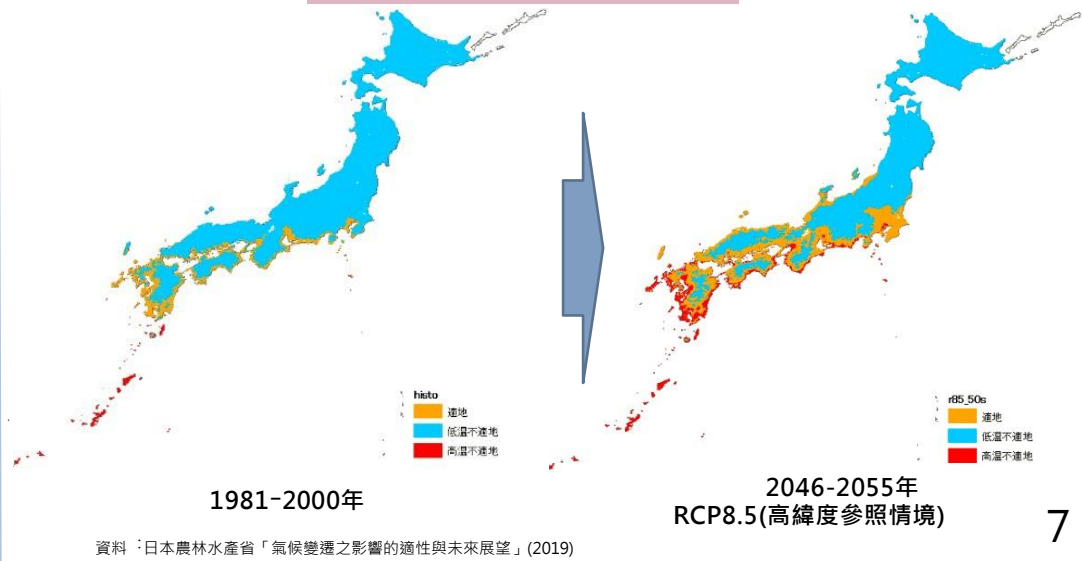 histo
適地
低温不適地
高温不適地
r85_50s
適地
低温不適地
高温不適地
1981-2000年
2046-2055年
RCP8.5(高緯度參照情境)
資料：日本農林水產省「氣候變遷之影響的適性與未來展望」(2019)
7